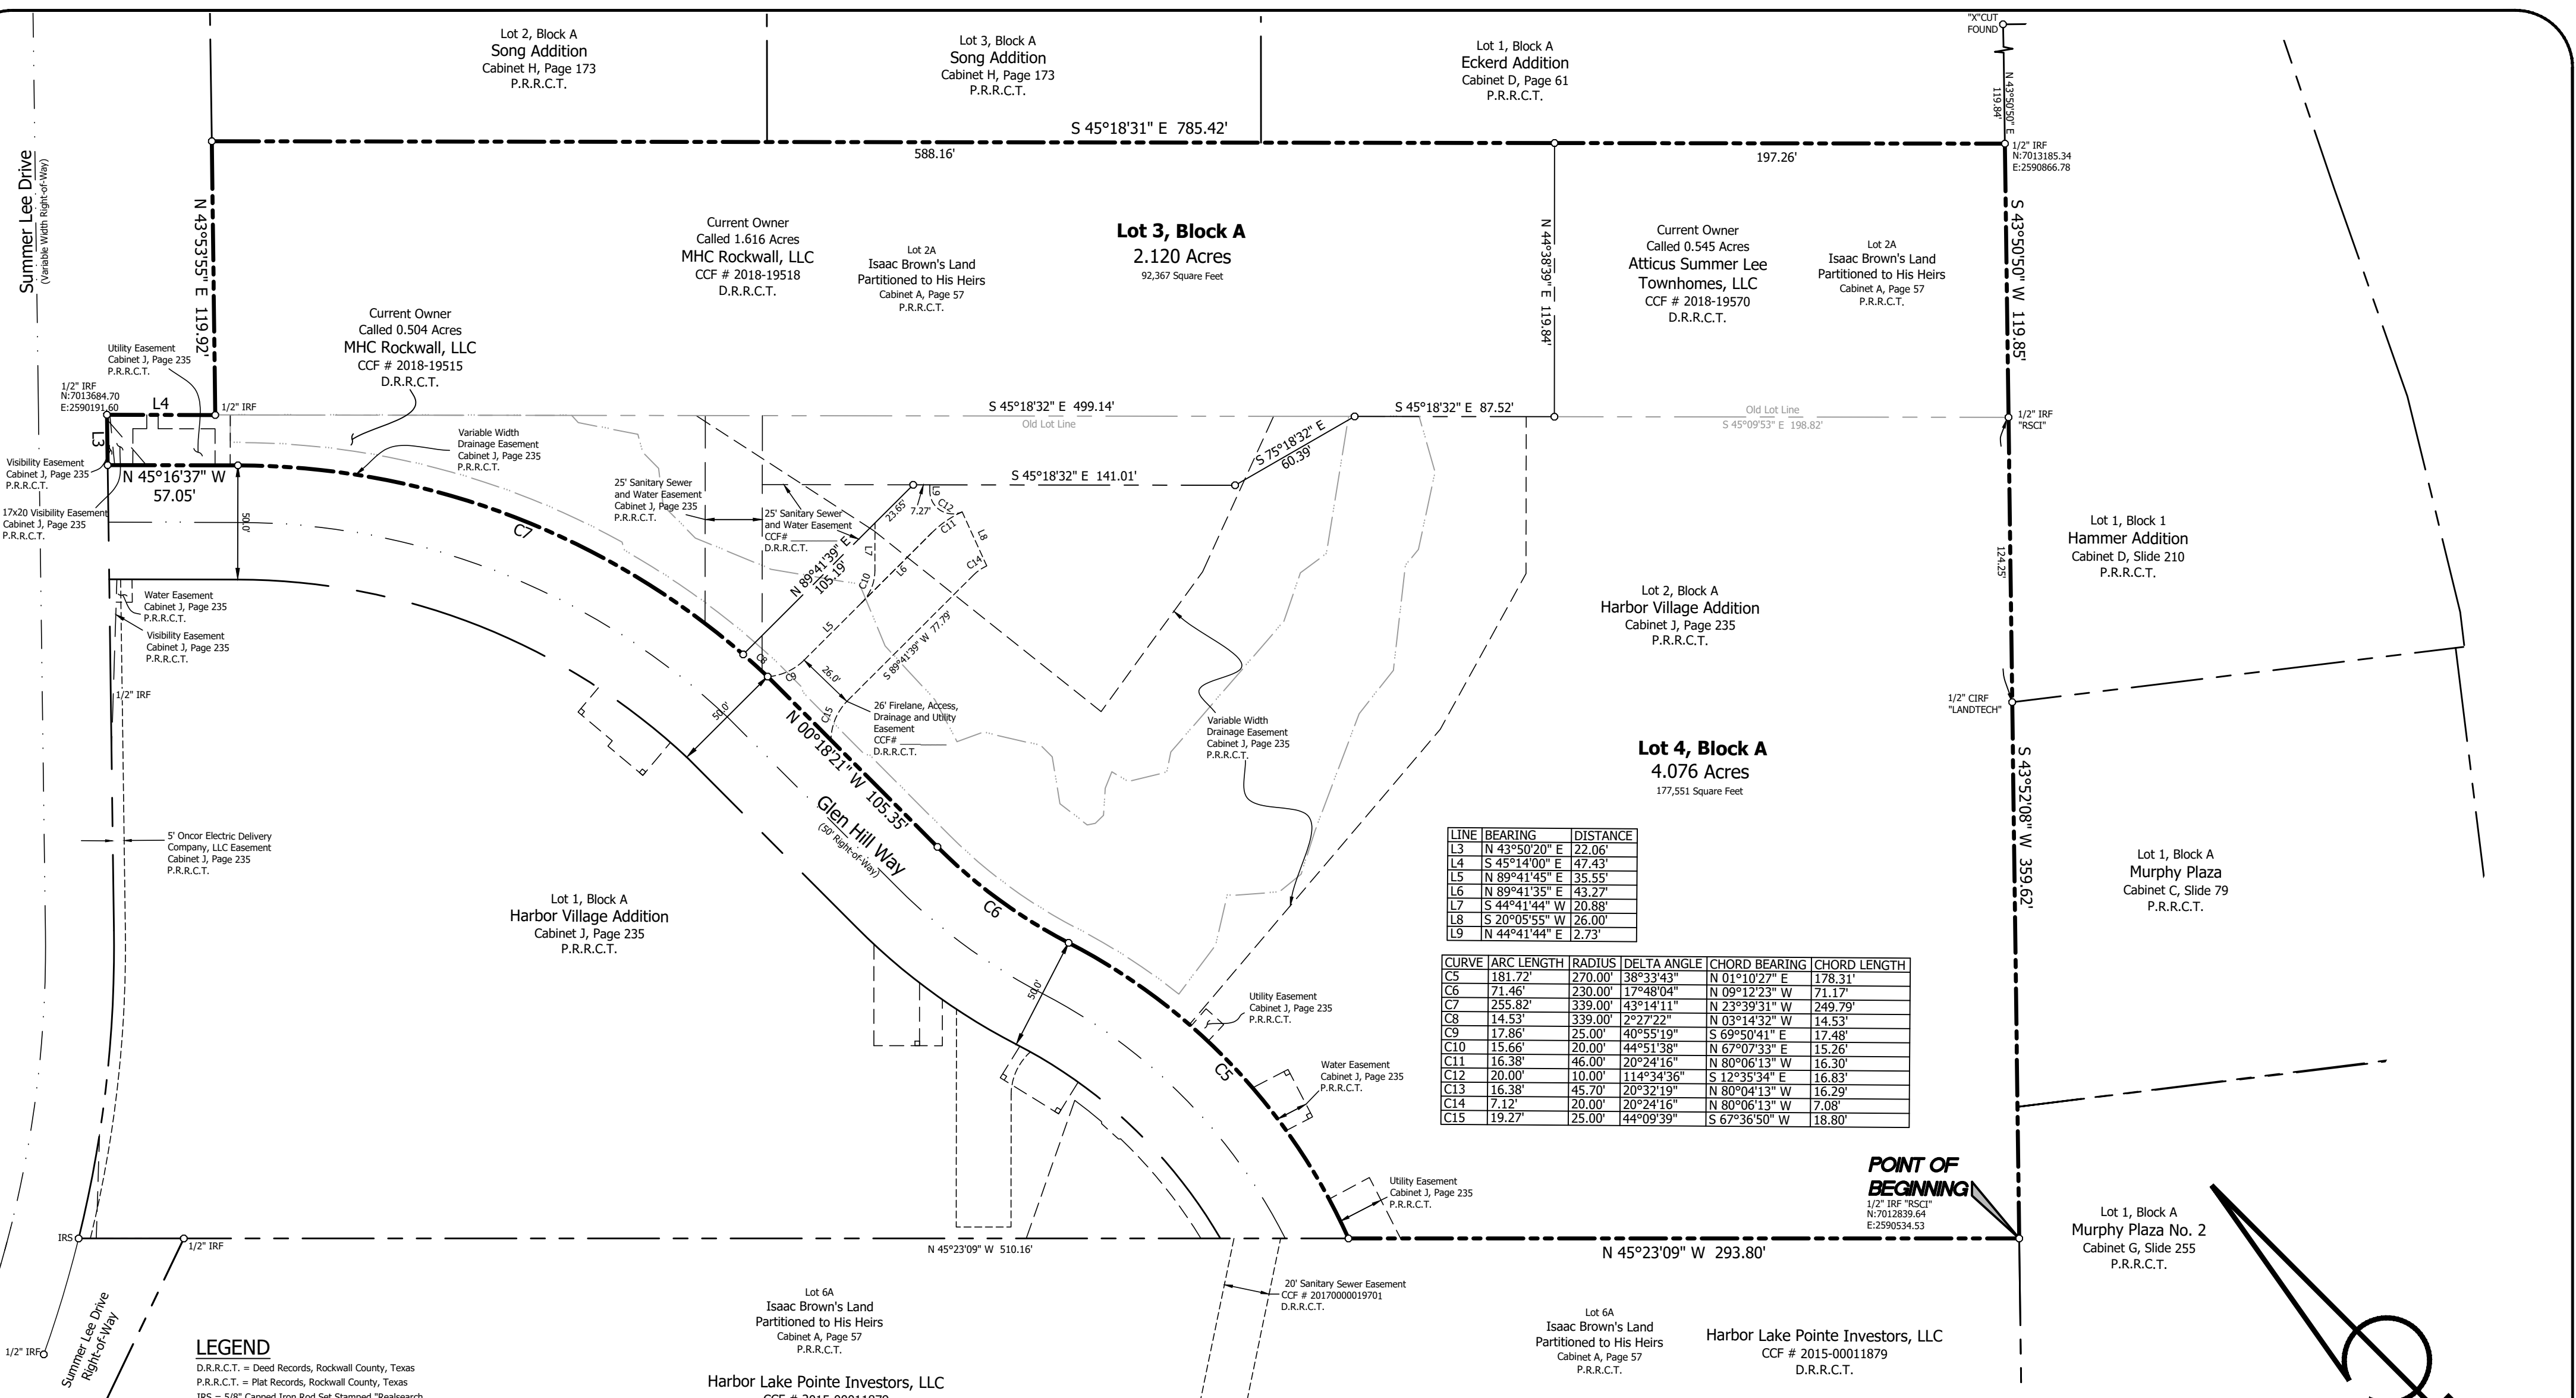 "X"CUT
FOUND
N 43°50'50" E
119.84'
Lot 2, Block A
Song Addition
Cabinet H, Page 173
P.R.R.C.T.
Lot 3, Block A
Song Addition
Cabinet H, Page 173
P.R.R.C.T.
Lot 1, Block A
Eckerd Addition
Cabinet D, Page 61
P.R.R.C.T.
S 45°18'31" E 785.42'
588.16'
197.26'
1/2" IRF
N:7013185.34
E:2590866.78
Summer Lee Drive
(Variable Width Right-of-Way)
N 43°53'55" E 119.92'
Current Owner
Called 1.616 Acres
MHC Rockwall, LLC
CCF # 2018-19518
D.R.R.C.T.
Lot 2A
Isaac Brown's Land
Partitioned to His Heirs
Cabinet A, Page 57
P.R.R.C.T.
Lot 3, Block A
2.120 Acres
92,367 Square Feet
N 44°38'39" E 119.84'
Current Owner
Called 0.545 Acres
Atticus Summer Lee
Townhomes, LLC
CCF # 2018-19570
D.R.R.C.T.
Lot 2A
Isaac Brown's Land
Partitioned to His Heirs
Cabinet A, Page 57
P.R.R.C.T.
S 43°50'50" W 119.85'
Current Owner
Called 0.504 Acres
MHC Rockwall, LLC
CCF # 2018-19515
D.R.R.C.T.
Utility Easement
Cabinet J, Page 235
P.R.R.C.T.
1/2" IRF
N:7013684.70
E:2590191.60
L4
1/2" IRF
L3
S 45°18'32" E 499.14'
Old Lot Line
S 45°18'32" E 87.52'
Old Lot Line
S 45°09'53" E 198.82'
1/2" IRF
"RSCI"
Visibility Easement
Cabinet J, Page 235
P.R.R.C.T.
N 45°16'37" W
57.05'
17x20 Visibility Easement
Cabinet J, Page 235
P.R.R.C.T.
50.0'
Variable Width
Drainage Easement
Cabinet J, Page 235
P.R.R.C.T.
C7
25' Sanitary Sewer
and Water Easement
Cabinet J, Page 235
P.R.R.C.T.
25' Sanitary Sewer
and Water Easement
CCF# ________
D.R.R.C.T.
S 75°18'32" E
60.39'
S 45°18'32" E 141.01'
23.65'
7.27'
L9
C12
C11
L8
C14
L7
L6
C10
N 89°41'39" E
105.19'
L5
S 89°41'39" W 77.79'
C8
C9
26.0'
C15
50.0'
26' Firelane, Access,
Drainage and Utility
Easement
CCF# ________
D.R.R.C.T.
N 00°18'21" W 105.35'
Glen Hill Way
(50' Right-of-Way)
Water Easement
Cabinet J, Page 235
P.R.R.C.T.
Visibility Easement
Cabinet J, Page 235
P.R.R.C.T.
1/2" IRF
5' Oncor Electric Delivery
Company, LLC Easement
Cabinet J, Page 235
P.R.R.C.T.
Lot 1, Block A
Harbor Village Addition
Cabinet J, Page 235
P.R.R.C.T.
Variable Width
Drainage Easement
Cabinet J, Page 235
P.R.R.C.T.
Lot 2, Block A
Harbor Village Addition
Cabinet J, Page 235
P.R.R.C.T.
Lot 4, Block A
4.076 Acres
177,551 Square Feet
124.25'
Lot 1, Block 1
Hammer Addition
Cabinet D, Slide 210
P.R.R.C.T.
1/2" CIRF
"LANDTECH"
S 43°52'08" W 359.62'
Lot 1, Block A
Murphy Plaza
Cabinet C, Slide 79
P.R.R.C.T.
LINE BEARING DISTANCE
L3 N 43°50'20" E 22.06'
L4 S 45°14'00" E 47.43'
L5 N 89°41'45" E 35.55'
L6 N 89°41'35" E 43.27'
L7 S 44°41'44" W 20.88'
L8 S 20°05'55" W 26.00'
L9 N 44°41'44" E 2.73'
CURVE ARC LENGTH RADIUS DELTA ANGLE CHORD BEARING CHORD LENGTH
C5 181.72' 270.00' 38°33'43" N 01°10'27" E 178.31'
C6 71.46' 230.00' 17°48'04" N 09°12'23" W 71.17'
C7 255.82' 339.00' 43°14'11" N 23°39'31" W 249.79'
C8 14.53' 339.00' 2°27'22" N 03°14'32" W 14.53'
C9 17.86' 25.00' 40°55'19" S 69°50'41" E 17.48'
C10 15.66' 20.00' 44°51'38" N 67°07'33" E 15.26'
C11 16.38' 46.00' 20°24'16" N 80°06'13" W 16.30'
C12 20.00' 10.00' 114°34'36" S 12°35'34" E 16.83'
C13 16.38' 45.70' 20°32'19" N 80°04'13" W 16.29'
C14 7.12' 20.00' 20°24'16" N 80°06'13" W 7.08'
C15 19.27' 25.00' 44°09'39" S 67°36'50" W 18.80'
C6
50.0'
Utility Easement
Cabinet J, Page 235
P.R.R.C.T.
C5
Water Easement
Cabinet J, Page 235
P.R.R.C.T.
Utility Easement
Cabinet J, Page 235
P.R.R.C.T.
POINT OF
BEGINNING
1/2" IRF "RSCI"
N:7012839.64
E:2590534.53
Lot 1, Block A
Murphy Plaza No. 2
Cabinet G, Slide 255
P.R.R.C.T.
IRS
1/2" IRF
N 45°23'09" W 510.16'
N 45°23'09" W 293.80'
20' Sanitary Sewer Easement
CCF # 20170000019701
D.R.R.C.T.
Lot 6A
Isaac Brown's Land
Partitioned to His Heirs
Cabinet A, Page 57
P.R.R.C.T.
Harbor Lake Pointe Investors, LLC
CCF # 2015-00011879
Lot 6A
Isaac Brown's Land
Partitioned to His Heirs
Cabinet A, Page 57
P.R.R.C.T.
Harbor Lake Pointe Investors, LLC
CCF # 2015-00011879
D.R.R.C.T.
1/2" IRF
Summer Lee Drive
Right-of-Way
LEGEND
D.R.R.C.T. = Deed Records, Rockwall County, Texas
P.R.R.C.T. = Plat Records, Rockwall County, Texas
IRS = 5/8" Capped Iron Rod Set Stamped "Realsearch